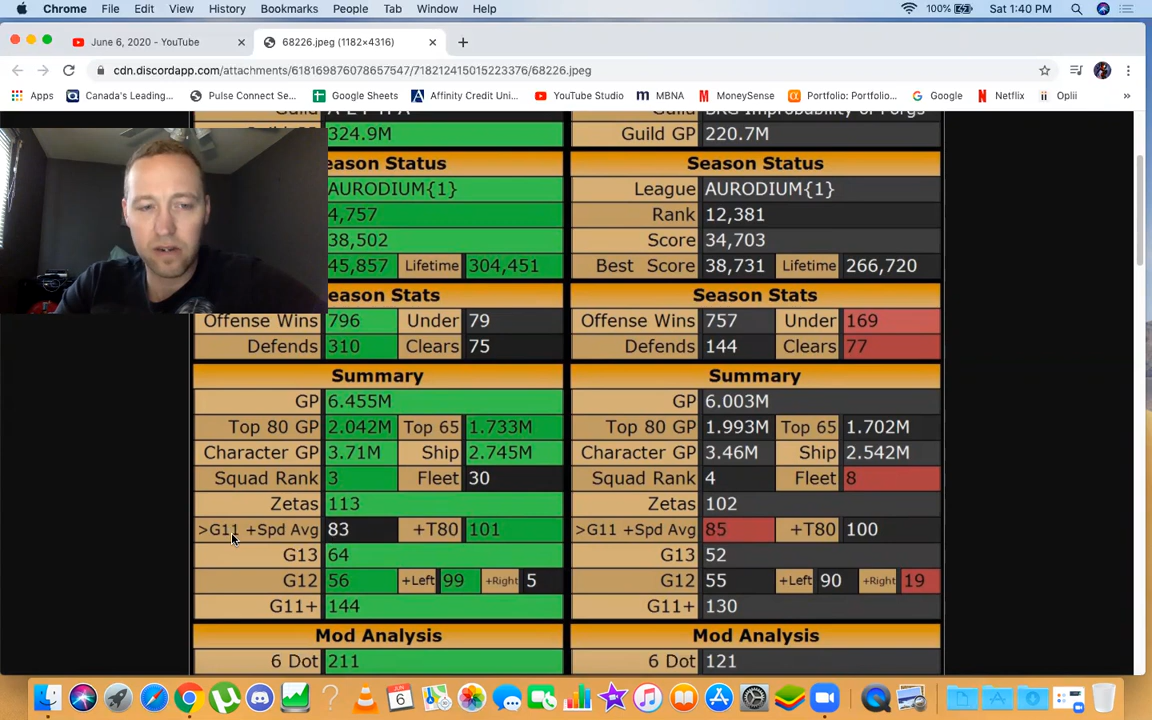 Chrome File Edit View History Bookmarks People Tab Window Help 100% Sat 1:40 PM
June 6, 2020 - YouTube 68226.jpeg (1182×4316)
cdn.discordapp.com/attachments/618169876078657547/718212415015223376/68226.jpeg
Apps Canada's Leading... Pulse Connect Se... Google Sheets Affinity Credit Uni... YouTube Studio MBNA MoneySense Portfolio: Portfolio... Google Netflix Oplii »
324.9M Guild GP 220.7M
eason Status Season Status
AURODIUM{1} League AURODIUM{1}
4,757 Rank 12,381
38,502 Score 34,703
45,857 Lifetime 304,451 Best Score 38,731 Lifetime 266,720
eason Stats Season Stats
Offense Wins 796 Under 79 Offense Wins 757 Under 169
Defends 310 Clears 75 Defends 144 Clears 77
Summary Summary
GP 6.455M GP 6.003M
Top 80 GP 2.042M Top 65 1.733M Top 80 GP 1.993M Top 65 1.702M
Character GP 3.71M Ship 2.745M Character GP 3.46M Ship 2.542M
Squad Rank 3 Fleet 30 Squad Rank 4 Fleet 8
Zetas 113 Zetas 102
>G11 +Spd Avg 83 +T80 101 >G11 +Spd Avg 85 +T80 100
G13 64 G13 52
G12 56 +Left 99 +Right 5 G12 55 +Left 90 +Right 19
G11+ 144 G11+ 130
Mod Analysis Mod Analysis
6 Dot 211 6 Dot 121